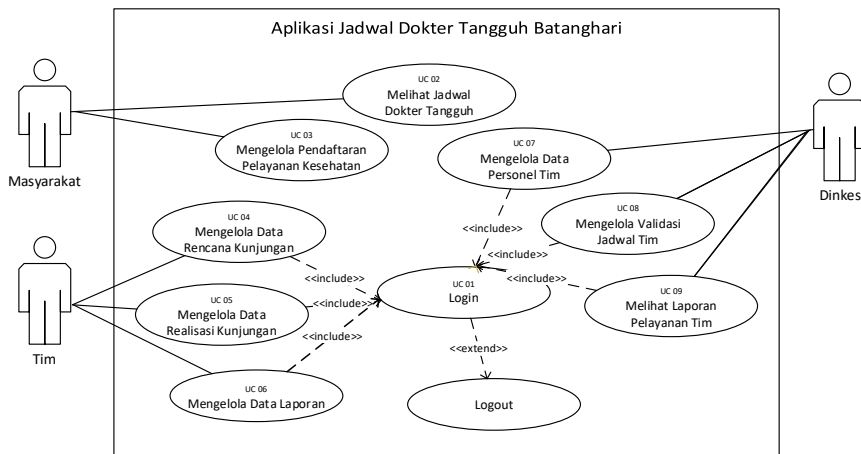 Aplikasi Jadwal Dokter Tangguh Batanghari
UC 02
Melihat Jadwal
Dokter Tangguh
UC 03
Mengelola Pendaftaran
Pelayanan Kesehatan
Masyarakat
UC 07
Mengelola Data
Personel Tim
Dinkes
UC 04
Mengelola Data
Rencana Kunjungan
<<include>>
UC 08
Mengelola Validasi
Jadwal Tim
<<include>>
<<include>>
UC 01
Login
<<include>>
UC 09
Melihat Laporan
Pelayanan Tim
UC 05
Mengelola Data
Realisasi Kunjungan
<<include>>
<<include>>
Tim
<<extend>>
UC 06
Mengelola Data Laporan
Logout